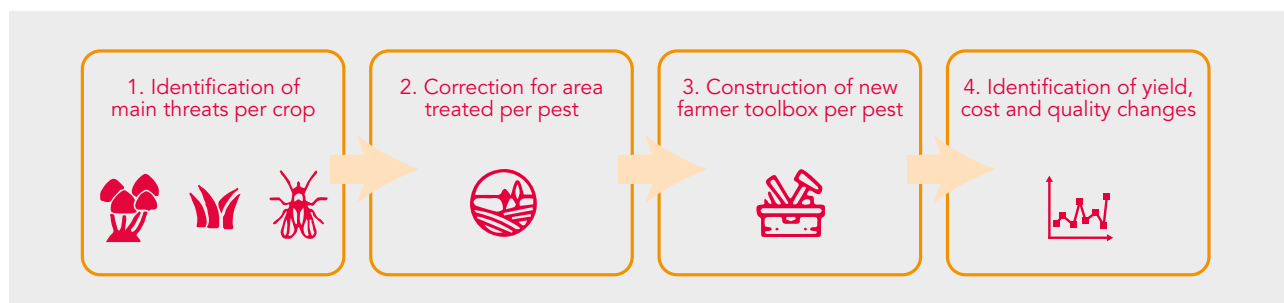 1. Identification of
main threats per crop
2. Correction for area
treated per pest
3. Construction of new
farmer toolbox per pest
4. Identification of yield,
cost and quality changes